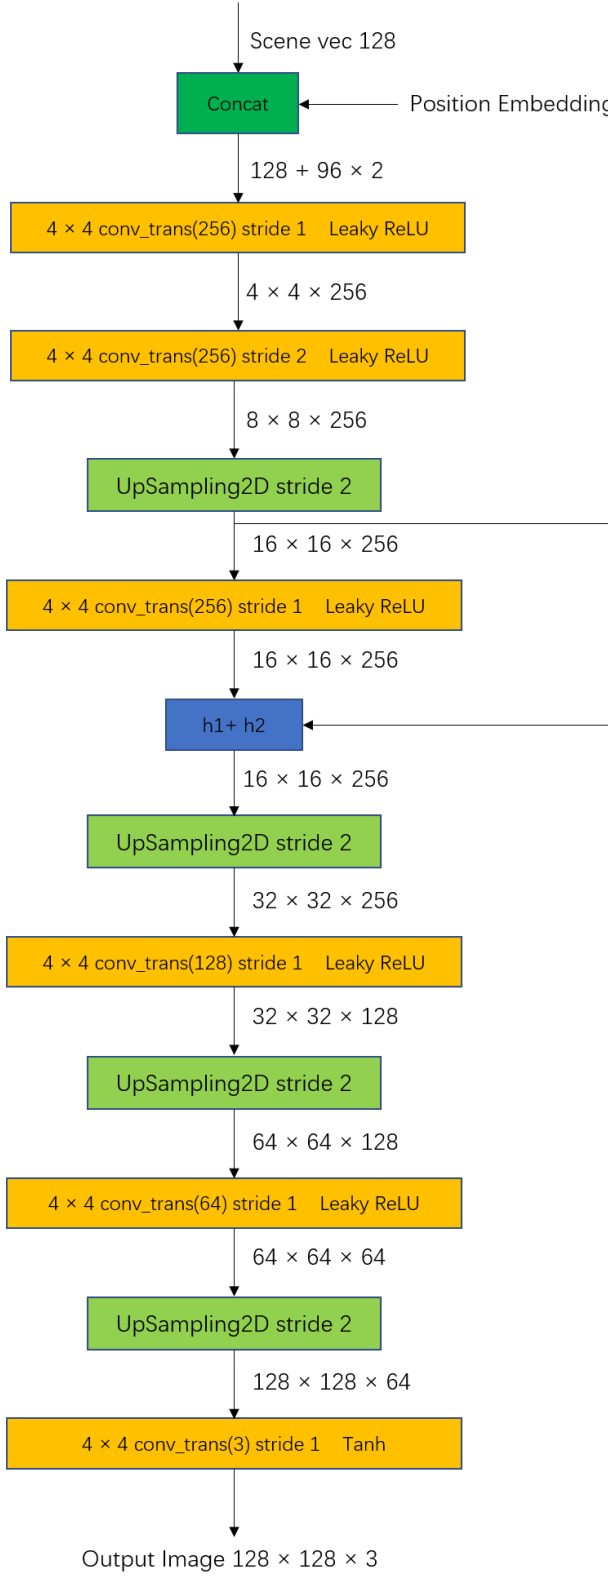 Scene vec 128
Concat
Position Embedding
128 + 96 × 2
4 × 4 conv_trans(256) stride 1 Leaky ReLU
4 × 4 × 256
4 × 4 conv_trans(256) stride 2 Leaky ReLU
8 × 8 × 256
UpSampling2D stride 2
16 × 16 × 256
4 × 4 conv_trans(256) stride 1 Leaky ReLU
16 × 16 × 256
h1+ h2
16 × 16 × 256
UpSampling2D stride 2
32 × 32 × 256
4 × 4 conv_trans(128) stride 1 Leaky ReLU
32 × 32 × 128
UpSampling2D stride 2
64 × 64 × 128
4 × 4 conv_trans(64) stride 1 Leaky ReLU
64 × 64 × 64
UpSampling2D stride 2
128 × 128 × 64
4 × 4 conv_trans(3) stride 1 Tanh
Output Image 128 × 128 × 3